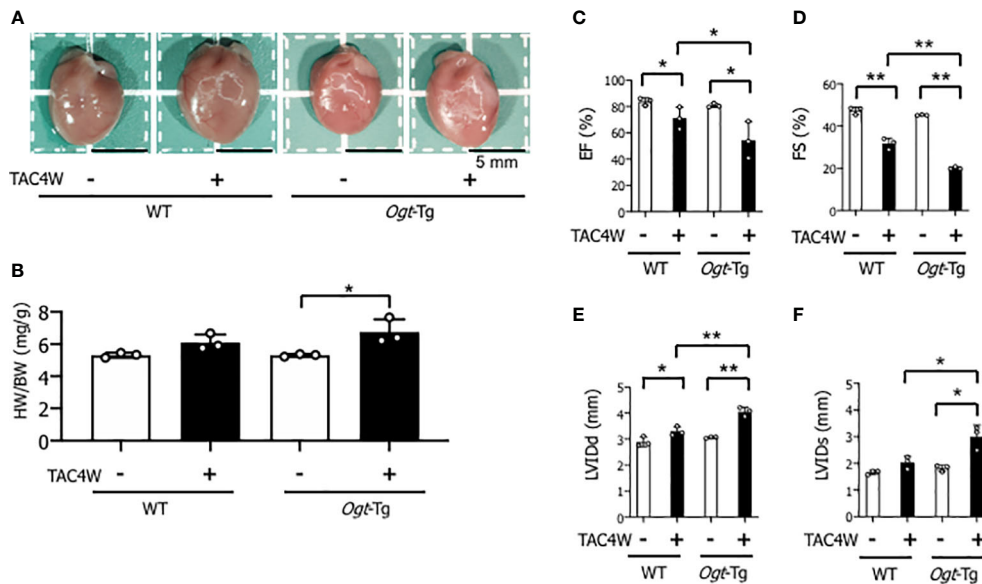 A
5 mm
TAC4W - + - +
WT Ogt-Tg
B
*
HW/BW (mg/g)
8
6
4
2
0
TAC4W - + - +
WT Ogt-Tg
C
*
* *
EF (%)
100
80
60
40
20
0
TAC4W - + - +
WT Ogt-Tg
D
**
** **
FS (%)
60
40
20
0
TAC4W - + - +
WT Ogt-Tg
E
**
* **
LVIDd (mm)
5
4
3
2
1
0
TAC4W - + - +
WT Ogt-Tg
F
*
*
LVIDs (mm)
5
4
3
2
1
0
TAC4W - + - +
WT Ogt-Tg